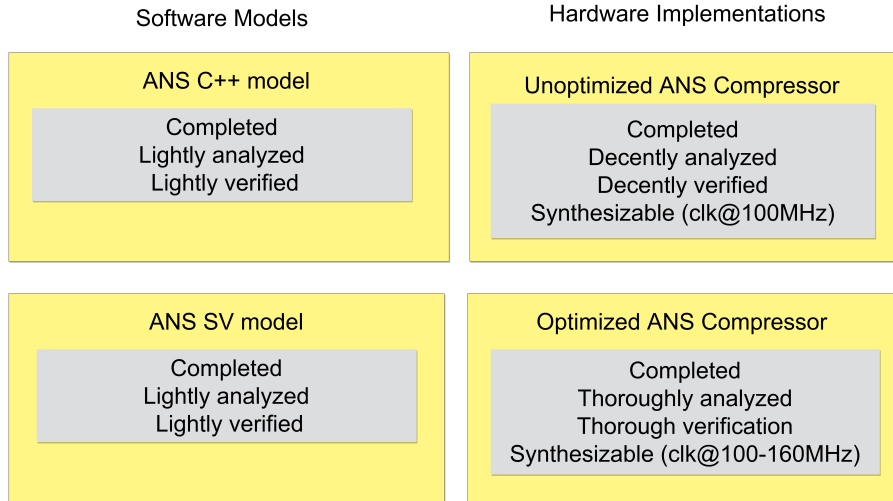 Software Models
Hardware Implementations
ANS C++ model
Completed
Lightly analyzed
Lightly verified
Unoptimized ANS Compressor
Completed
Decently analyzed
Decently verified
Synthesizable (clk@100MHz)
ANS SV model
Completed
Lightly analyzed
Lightly verified
Optimized ANS Compressor
Completed
Thoroughly analyzed
Thorough verification
Synthesizable (clk@100-160MHz)